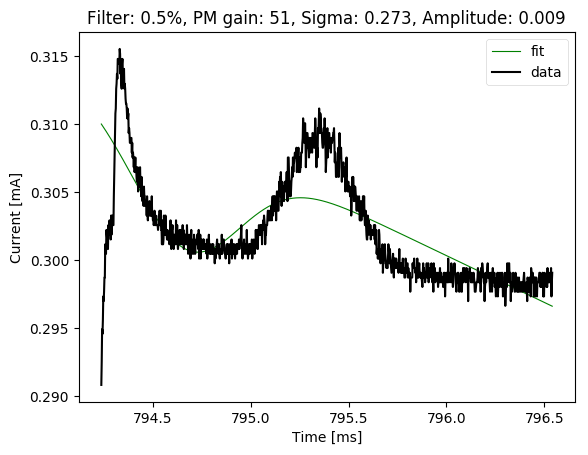 Filter: 0.5%, PM gain: 51, Sigma: 0.273, Amplitude: 0.009
fit
data
0.315
0.310
0.305
0.300
0.295
0.290
Current [mA]
794.5 795.0 795.5 796.0 796.5
Time [ms]